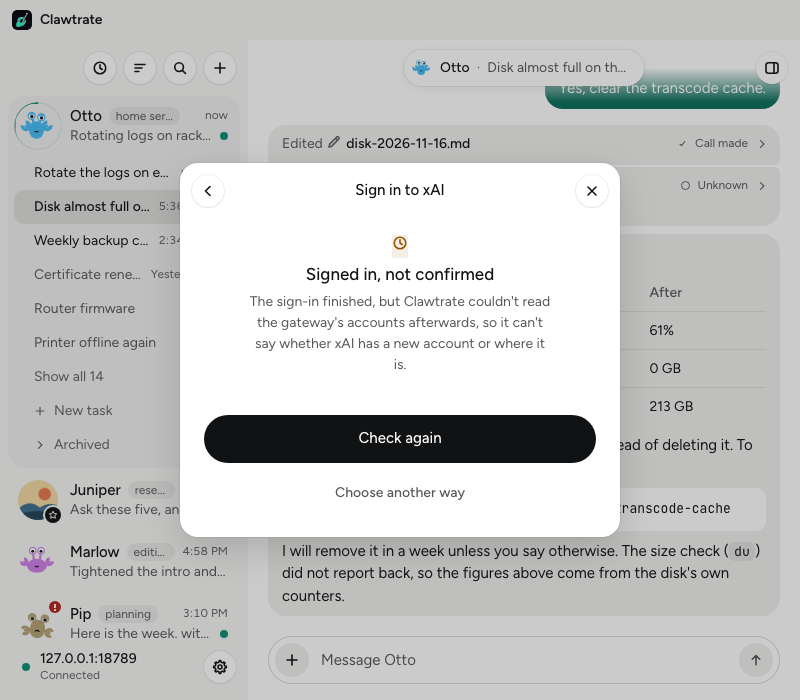 Clawtrate
Otto · Disk almost full on th...
Yes, clear the transcode cache.
Otto home ser... now
Rotating logs on rack...
Rotate the logs on e...
Disk almost full o... 5:36
Weekly backup c... 2:34
Certificate rene... Yeste
Router firmware
Printer offline again
Show all 14
New task
Archived
Juniper rese...
Ask these five, an
Marlow editi... 4:58 PM
Tightened the intro and...
Pip planning 3:10 PM
Here is the week. wit...
127.0.0.1:18789
Connected
Edited disk-2026-11-16.md Call made
Unknown
After
61%
0 GB
213 GB
ead of deleting it. To
transcode-cache
I will remove it in a week unless you say otherwise. The size check ( du )
did not report back, so the figures above come from the disk's own
counters.
Message Otto
Sign in to xAI
Signed in, not confirmed
The sign-in finished, but Clawtrate couldn't read
the gateway's accounts afterwards, so it can't
say whether xAI has a new account or where it
is.
Check again
Choose another way